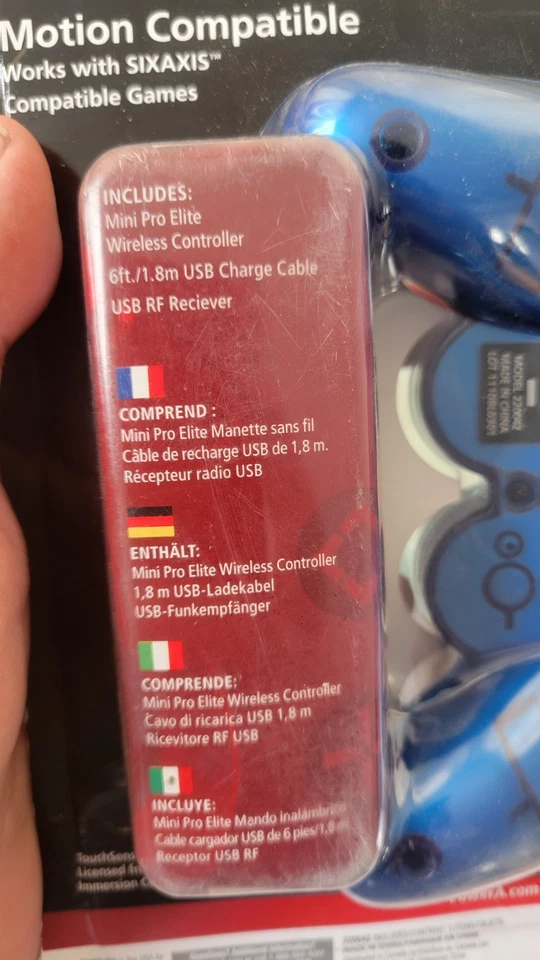 Motion Compatible
Works with SIXAXIS™
Compatible Games
INCLUDES:
Mini Pro Elite
Wireless Controller
6ft./1.8m USB Charge Cable
USB RF Reciever
COMPREND :
Mini Pro Elite Manette sans fil
Câble de recharge USB de 1,8 m.
Récepteur radio USB
ENTHÄLT:
Mini Pro Elite Wireless Controller
1,8 m USB-Ladekabel
USB-Funkempfänger
COMPRENDE:
Mini Pro Elite Wireless Controller
Cavo di ricarica USB 1,8 m
Ricevitore RF USB
INCLUYE:
Mini Pro Elite Mando inalámbrico
Cable cargador USB de 6 pies/1,8 m
Receptor USB RF
MADE IN CHINA
TouchSens
Licensed
Immersion C